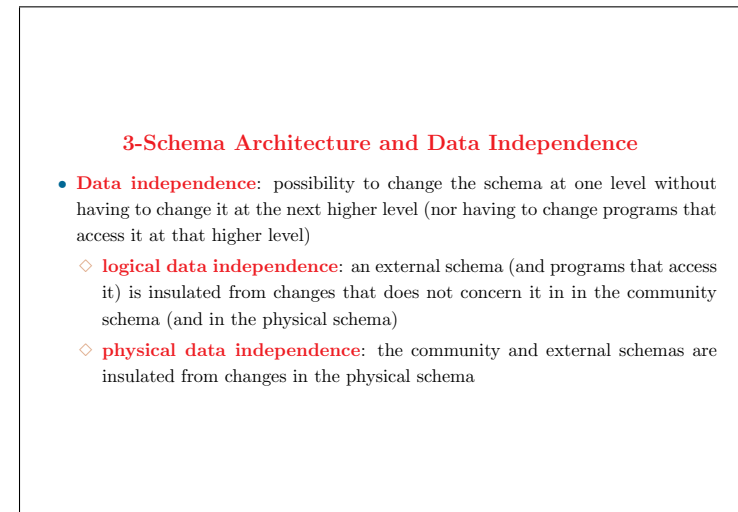 3-Schema Architecture and Data Independence
• Data independence: possibility to change the schema at one level without
having to change it at the next higher level (nor having to change programs that
access it at that higher level)
◇ logical data independence: an external schema (and programs that access
it) is insulated from changes that does not concern it in in the community
schema (and in the physical schema)
◇ physical data independence: the community and external schemas are
insulated from changes in the physical schema